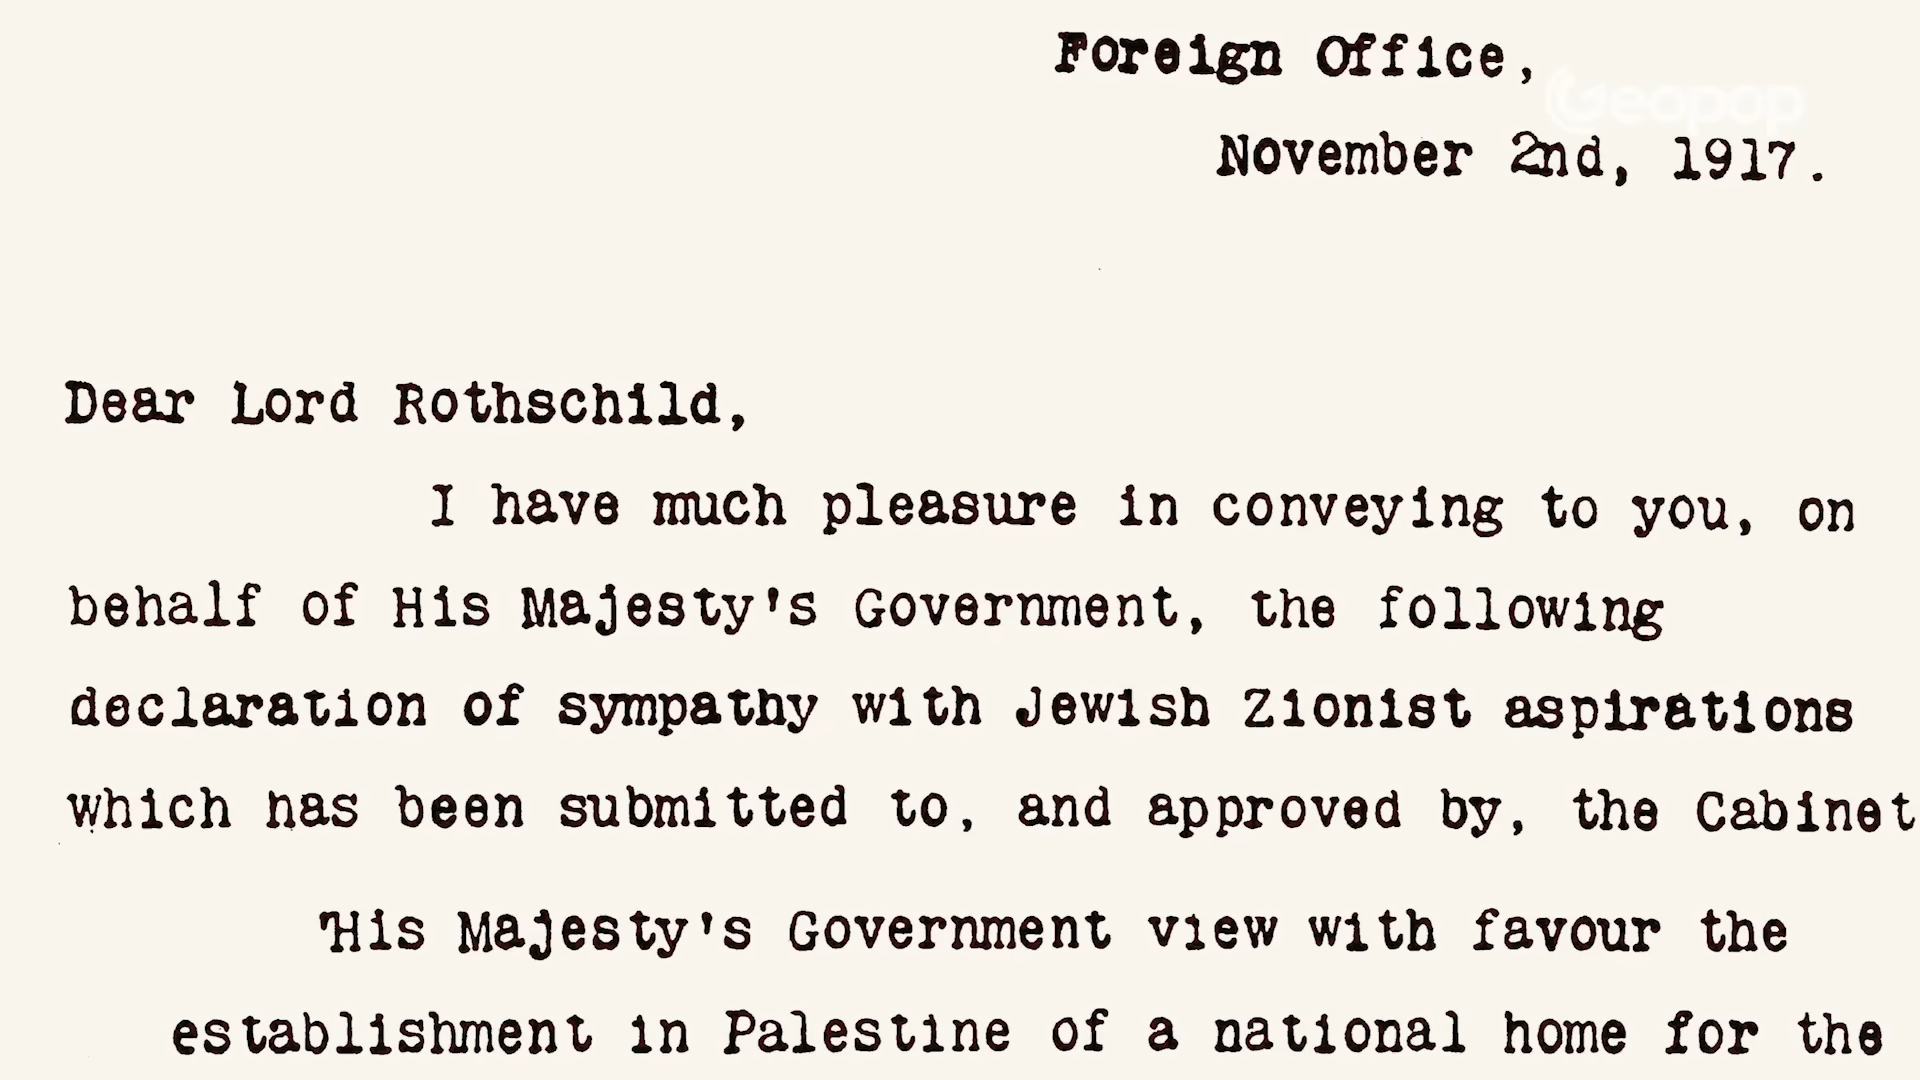 Foreign Office,
Geopop
November 2nd, 1917.
Dear Lord Rothschild,
I have much pleasure in conveying to you, on
behalf of His Majesty's Government, the following
declaration of sympathy with Jewish Zionist aspirations
which has been submitted to, and approved by, the Cabinet
"His Majesty's Government view with favour the
establishment in Palestine of a national home for the